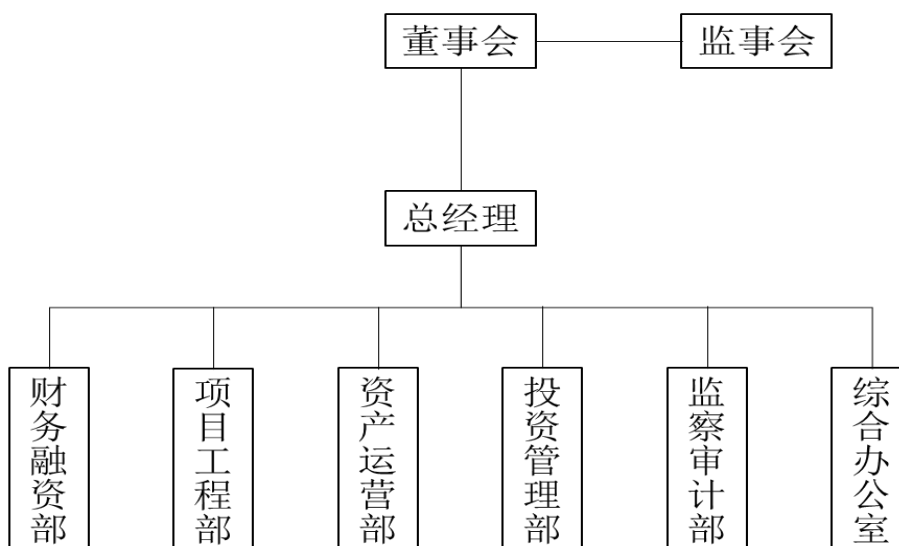 董事会
监事会
总经理
财务融资部
项目工程部
资产运营部
投资管理部
监察审计部
综合办公室